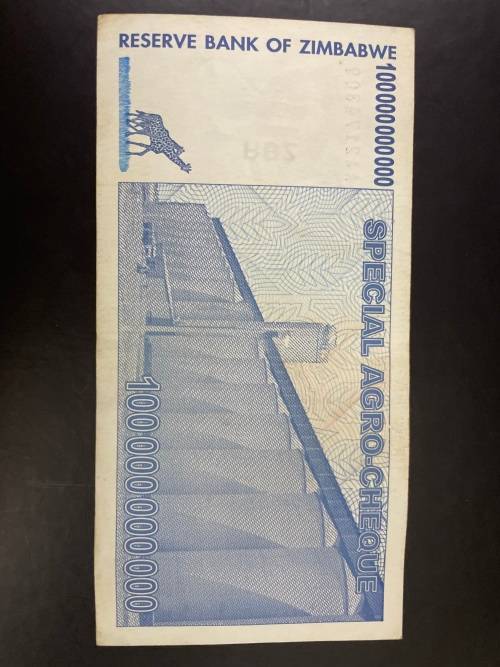 RESERVE BANK OF ZIMBABWE
100000000000
SPECIAL AGRO-CHEQUE
100 000 000 000